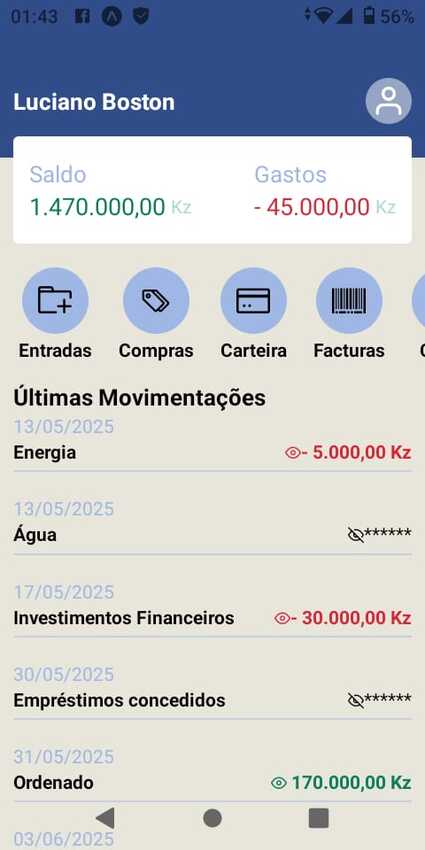 01:43 56%
Luciano Boston
Saldo Gastos
1.470.000,00 Kz - 45.000,00 Kz
Entradas Compras Carteira Facturas
Últimas Movimentações
13/05/2025
Energia - 5.000,00 Kz
13/05/2025
Água ******
17/05/2025
Investimentos Financeiros - 30.000,00 Kz
30/05/2025
Empréstimos concedidos ******
31/05/2025
Ordenado 170.000,00 Kz
03/06/2025